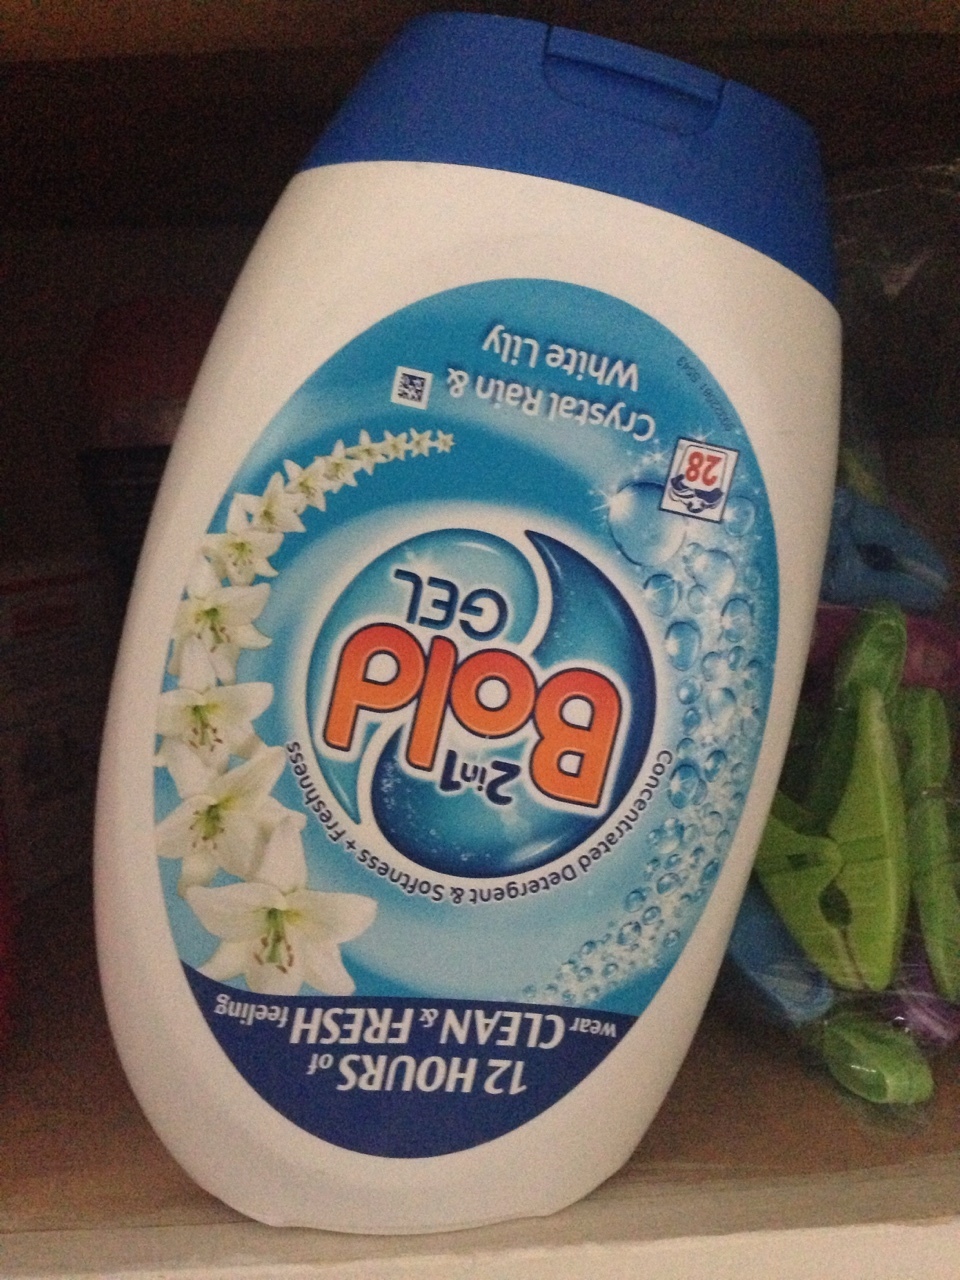 12 HOURS of
wear CLEAN & FRESH feeling
Concentrated Detergent & Softness + Freshness
2in1
Bold
GEL
28
Crystal Rain &
White Lily